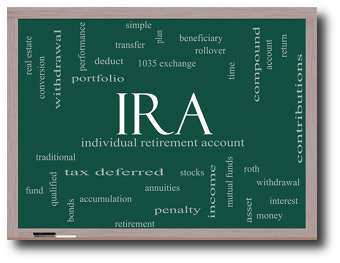 simple
plan
beneficiary
transfer
rollover
real estate
conversion
withdrawal
performance
deduct
1035 exchange
time
compound
account
return
contributions
portfolio
IRA
individual retirement account
traditional
tax deferred
stocks
roth
fund
qualified
bonds
accumulation
annuities
penalty
income
mutual funds
asset
withdrawal
interest
money
retirement